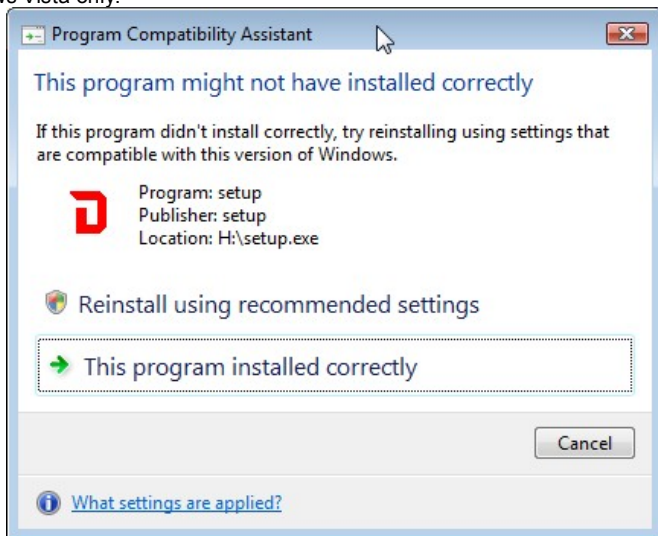 Vista only.
Program Compatibility Assistant
This program might not have installed correctly
If this program didn't install correctly, try reinstalling using settings that
are compatible with this version of Windows.
Program: setup
Publisher: setup
Location: H:\setup.exe
Reinstall using recommended settings
This program installed correctly
Cancel
What settings are applied?